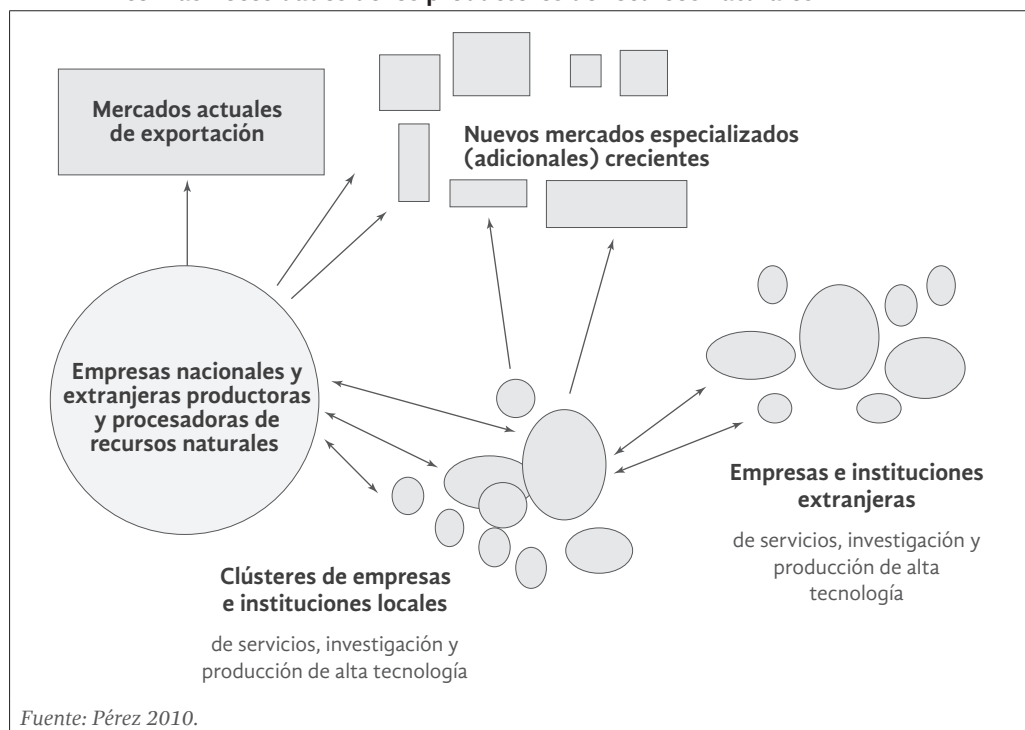 Mercados actuales
de exportación
Nuevos mercados especializados
(adicionales) crecientes
Empresas nacionales y
extranjeras productoras
y procesadoras de
recursos naturales
Empresas e instituciones
extranjeras
de servicios, investigación y
producción de alta
tecnología
Clústeres de empresas
e instituciones locales
de servicios, investigación y
producción de alta tecnología
Fuente: Pérez 2010.